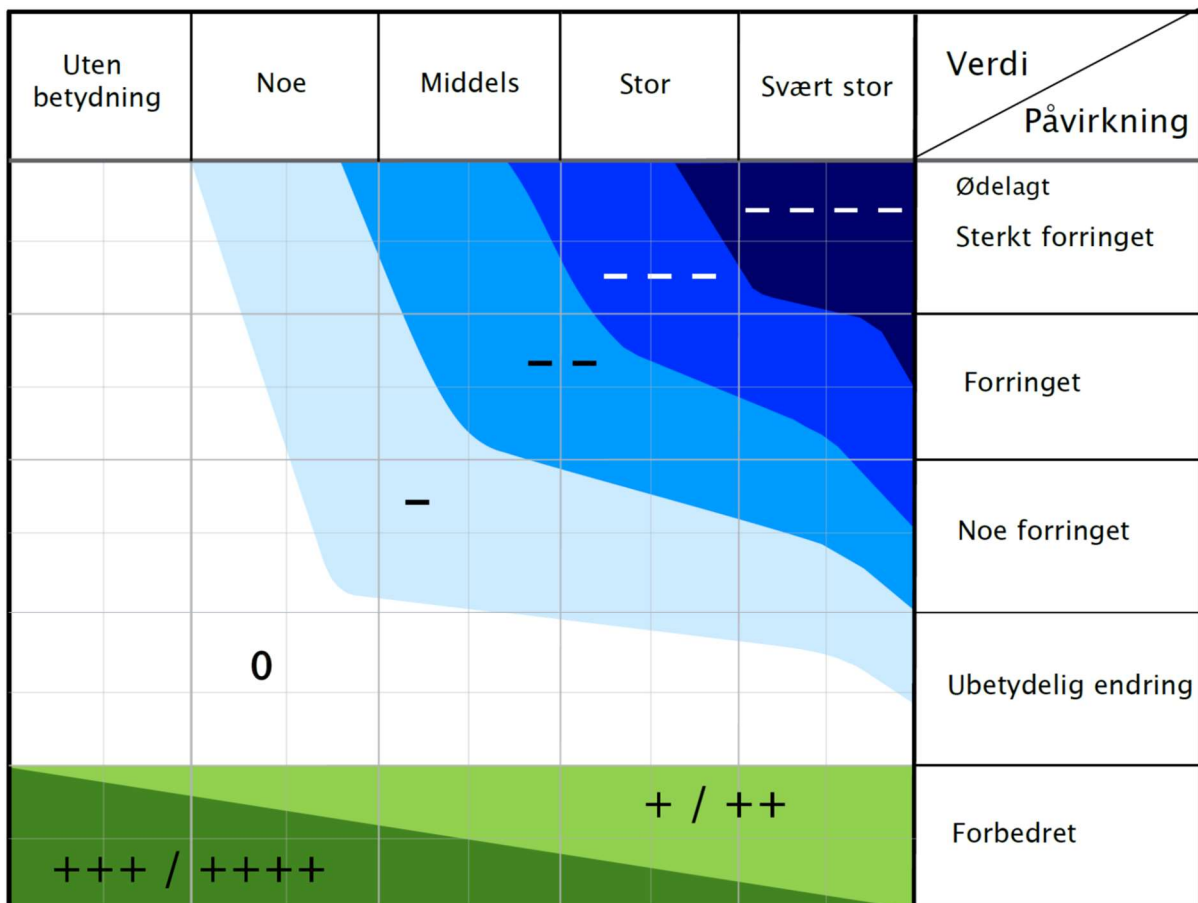 Uten
betydning
Noe
Middels
Stor
Svært stor
Verdi
Påvirkning
Ødelagt
Sterkt forringet
– – – –
– – –
Forringet
– –
Noe forringet
–
Ubetydelig endring
0
Forbedret
+ / ++
+++ / ++++